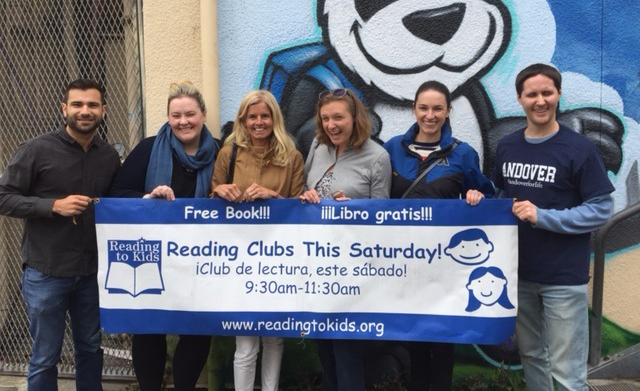 Free Book!!! ¡¡¡Libro gratis!!!
Reading
to Kids
Reading Clubs This Saturday!
¡Club de lectura, este sábado!
9:30am-11:30am
www.readingtokids.org
ANDOVER
#andoverforlife